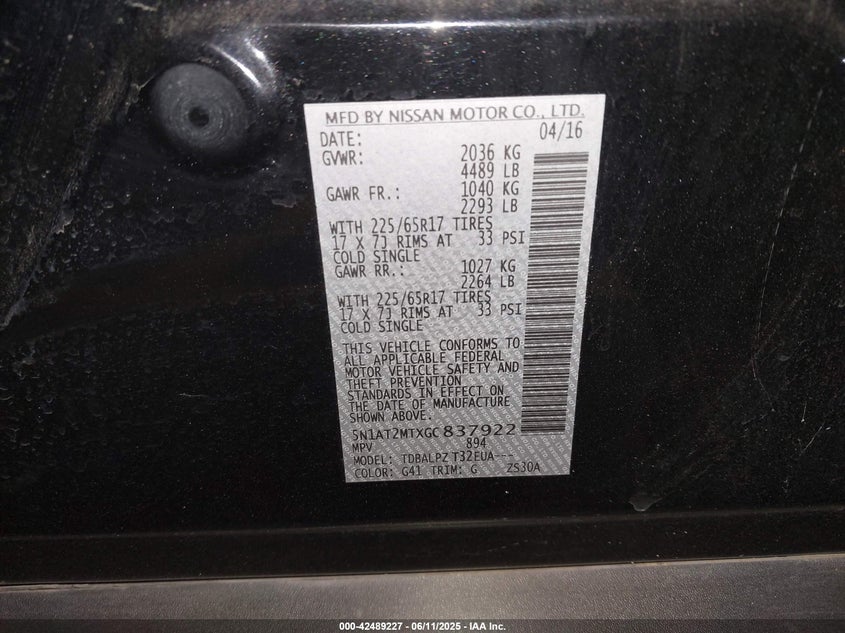 MFD BY NISSAN MOTOR CO., LTD.
DATE: 04/16
GVWR: 2036 KG
4489 LB
GAWR FR.: 1040 KG
2293 LB
WITH 225/65R17 TIRES
17 X 7J RIMS AT 33 PSI
COLD SINGLE
GAWR RR.: 1027 KG
2264 LB
WITH 225/65R17 TIRES
17 X 7J RIMS AT 33 PSI
COLD SINGLE
THIS VEHICLE CONFORMS TO
ALL APPLICABLE FEDERAL
MOTOR VEHICLE SAFETY AND
THEFT PREVENTION
STANDARDS IN EFFECT ON
THE DATE OF MANUFACTURE
SHOWN ABOVE.
5N1AT2MTXGC837922
MPV 894
MODEL: TDBALPZ T32EUA---
COLOR: G41 TRIM: G ZS30A
000-42489227 - 06/11/2025 - IAA Inc.